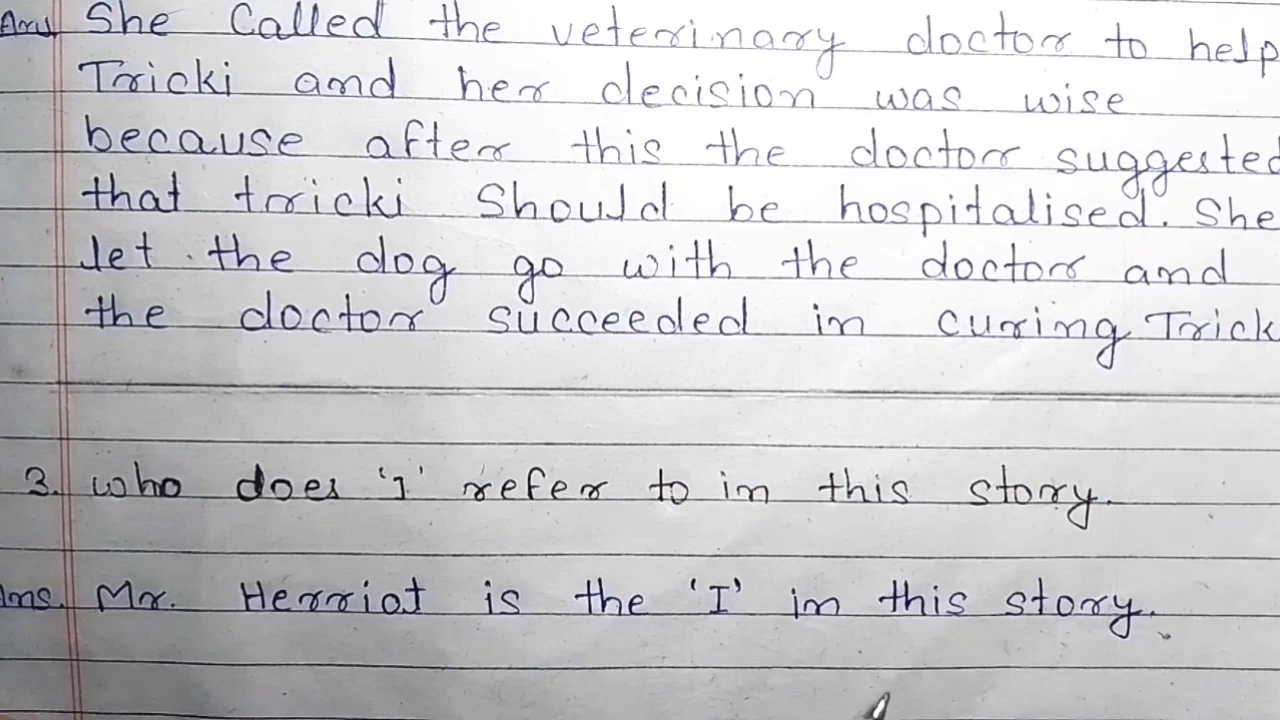 Ans She Called the veterinary doctor to help
Tricki and her decision was wise
because after this the doctor suggested
that tricki Should be hospitalised. She
let the dog go with the doctor and
the doctor succeeded in curing Trick
3. who does 'I' refer to in this story.
Ans. Mr. Herriot is the 'I' in this story.